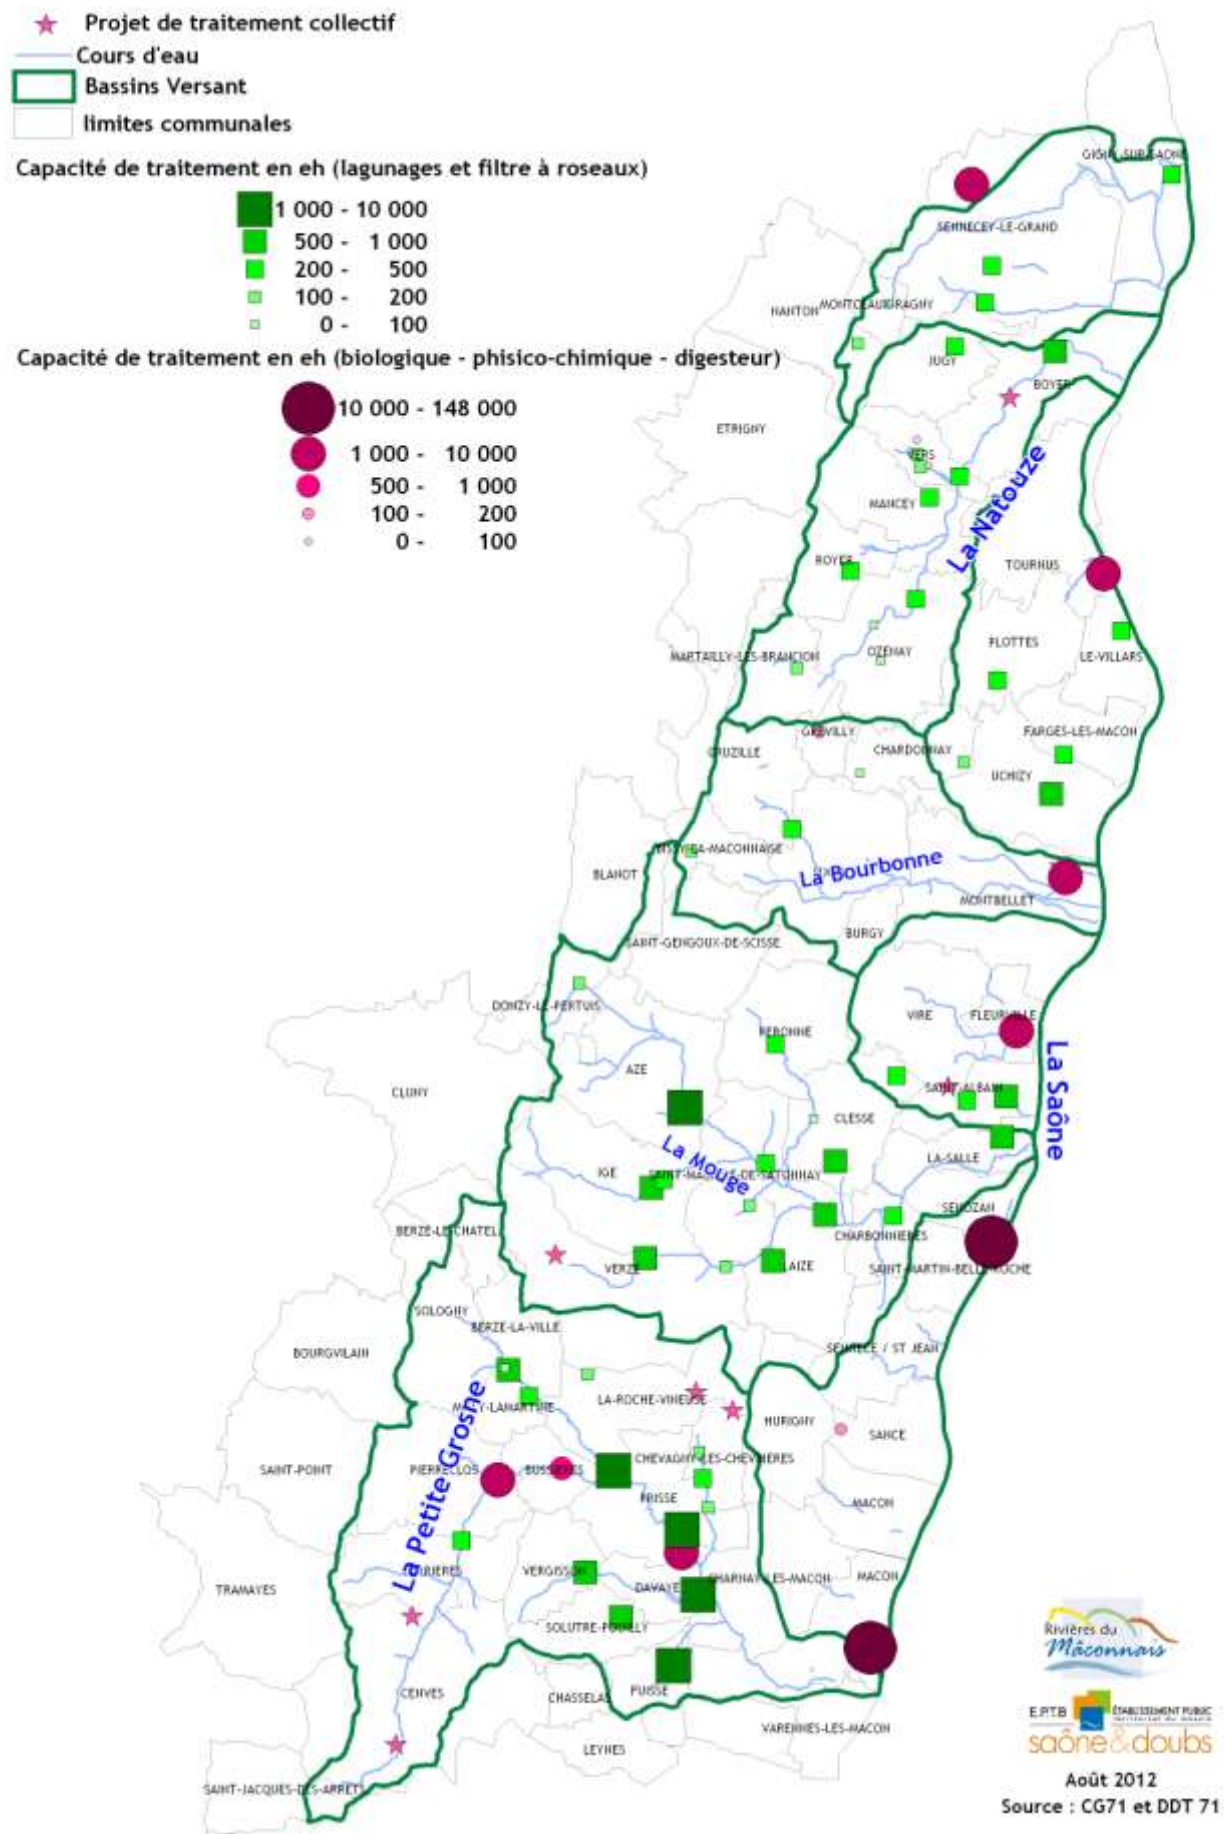 Projet de traitement collectif
Cours d'eau
Bassins Versant
limites communales
Capacité de traitement en eh (lagunages et filtre à roseaux)
1 000 - 10 000
500 - 1 000
200 - 500
100 - 200
0 - 100
Capacité de traitement en eh (biologique - phisico-chimique - digesteur)
10 000 - 148 000
1 000 - 10 000
500 - 1 000
100 - 200
0 - 100
GIGNY-SUR-SAONE
SENNECEY-LE-GRAND
NANTON
MONTCEAUX-RAGNY
JUGY
BOYER
ETRIGNY
VERS
MANCEY
La Natouze
ROYER
TOURNUS
OZENAY
PLOTTES
MARTAILLY-LES-BRANCION
LE-VILLARS
GREVILLY
FARGES-LES-MACON
CRUZILLE
CHARDONNAY
UCHIZY
BISSY-LA-MACONNAISE
La Bourbonne
BLANOT
MONTBELLET
BURGY
SAINT-GENGOUX-DE-SCISSE
DONZY-LE-PERTUIS
VIRE
FLEURVILLE
PERONNE
La Saône
AZE
CLUNY
SAINT-ALBAIN
CLESSE
La Mouge
LA-SALLE
IGE
SENOZAN
BERZE-LE-CHATEL
CHARBONNIERES
VERZE
LAIZE
SAINT-MARTIN-BELLE-ROCHE
SOLOGNY
BERZE-LA-VILLE
BOURGVILAIN
SENNECE / ST JEAN
LA-ROCHE-VINEUSE
MILLY-LAMARTINE
La Petite Grosne
HURIGNY
SANCE
CHEVAGNY-LES-CHEVRIERES
SAINT-POINT
PIERRECLOS
BUSSIERES
PRISSE
MACON
VERGISSON
TRAMAYES
DAVAYE
CHARNAY-LES-MACON
MACON
SOLUTRE-POUILLY
CENVES
CHASSELAS
FUISSE
VARENNES-LES-MACON
LEYNES
SAINT-JACQUES-DES-ARRETS
Rivières du
Mâconnais
E.P.T.B
ÉTABLISSEMENT PUBLIC
saône&doubs
Août 2012
Source : CG71 et DDT 71